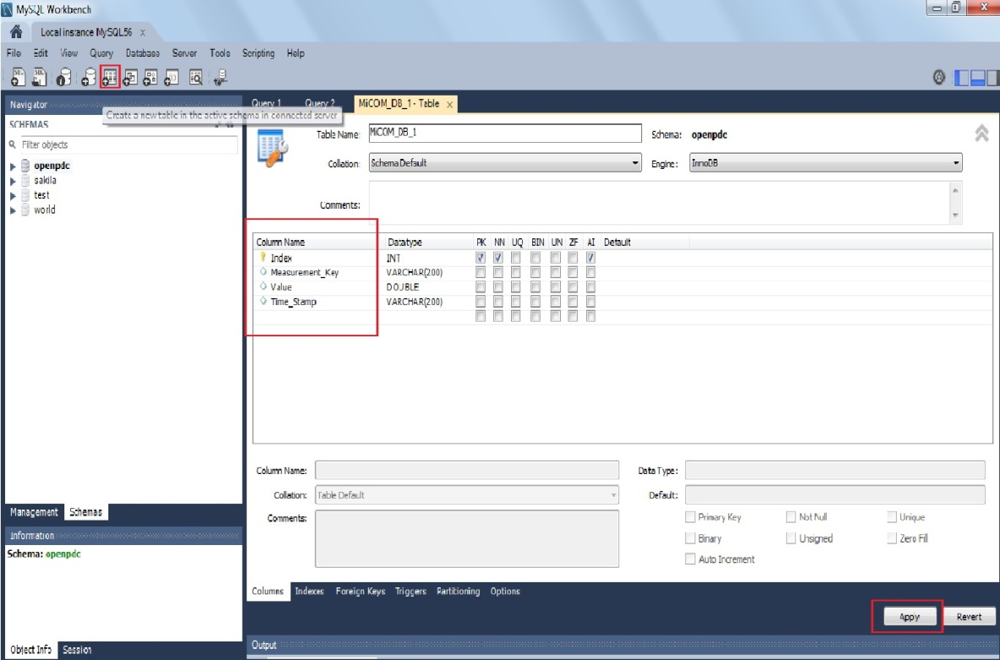 MySQL Workbench
Local instance MySQL56 x
File Edit View Query Database Server Tools Scripting Help
Navigator
Query 1 Query 2 MiCOM_DB_1 - Table x
Create a new table in the active schema in connected server
SCHEMAS
Filter objects
openpdc
sakila
test
world
Table Name: MiCOM_DB_1 Schema: openpdc
Collation: Schema Default Engine: InnoDB
Comments:
Column Name Datatype PK NN UQ BIN UN ZF AI Default
Index INT
Measurement_Key VARCHAR(200)
Value DOUBLE
Time_Stamp VARCHAR(200)
Column Name: Data Type:
Collation: Table Default Default:
Comments: Primary Key Not Null Unique
Binary Unsigned Zero Fill
Auto Increment
Management Schemas
Information
Schema: openpdc
Columns Indexes Foreign Keys Triggers Partitioning Options
Apply Revert
Object Info Session
Output